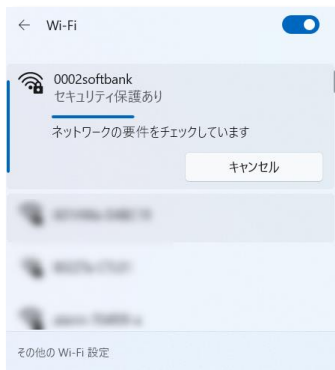 Wi-Fi
0002softbank
セキュリティ保護あり
ネットワークの要件をチェックしています
キャンセル
その他の Wi-Fi 設定